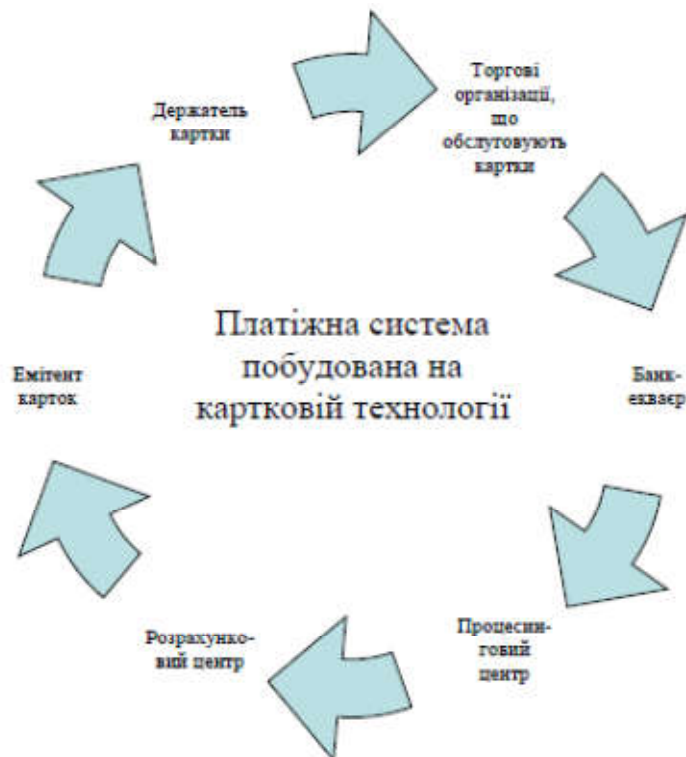 Держатель
картки
Торгові
організації,
що
обслуговують
картки
Платіжна система
побудована на
картковій технології
Емітент
карток
Банк-
екваєр
Розрахунко-
вий центр
Процесин-
говий
центр